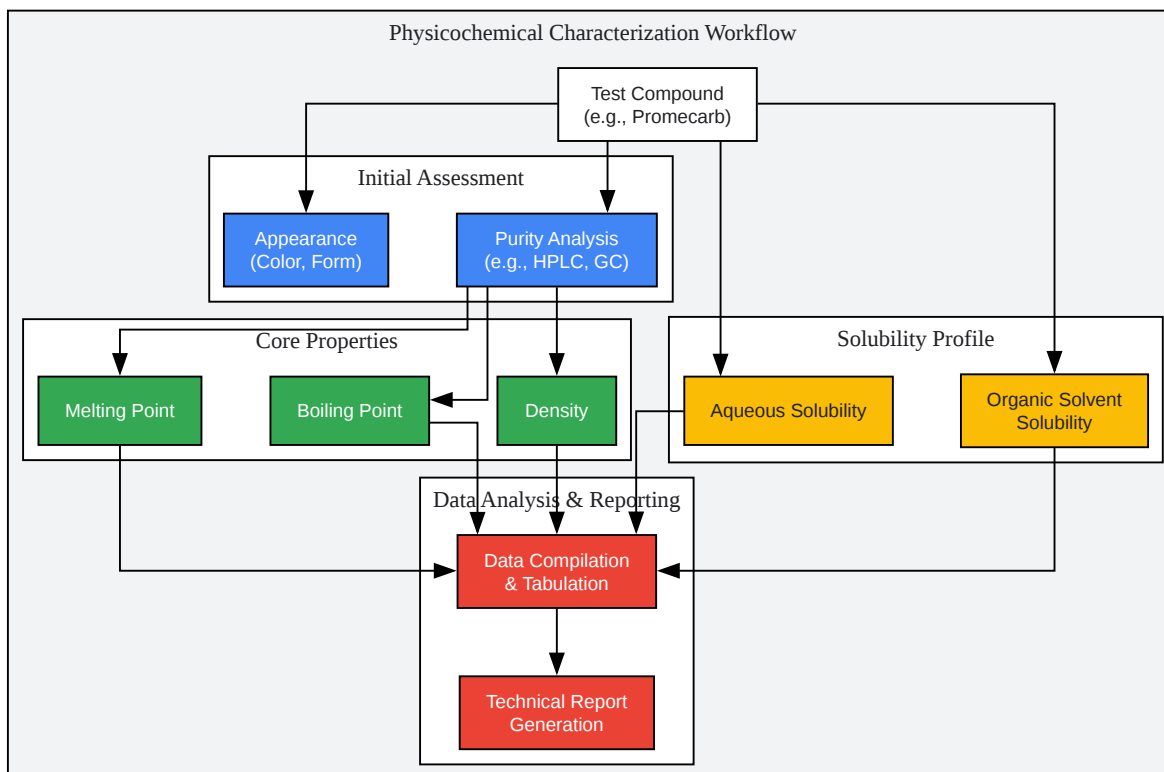 Physicochemical Characterization Workflow
Test Compound
(e.g., Promecarb)
Initial Assessment
Appearance
(Color, Form)
Purity Analysis
(e.g., HPLC, GC)
Core Properties
Melting Point
Boiling Point
Density
Solubility Profile
Aqueous Solubility
Organic Solvent
Solubility
Data Analysis & Reporting
Data Compilation
& Tabulation
Technical Report
Generation